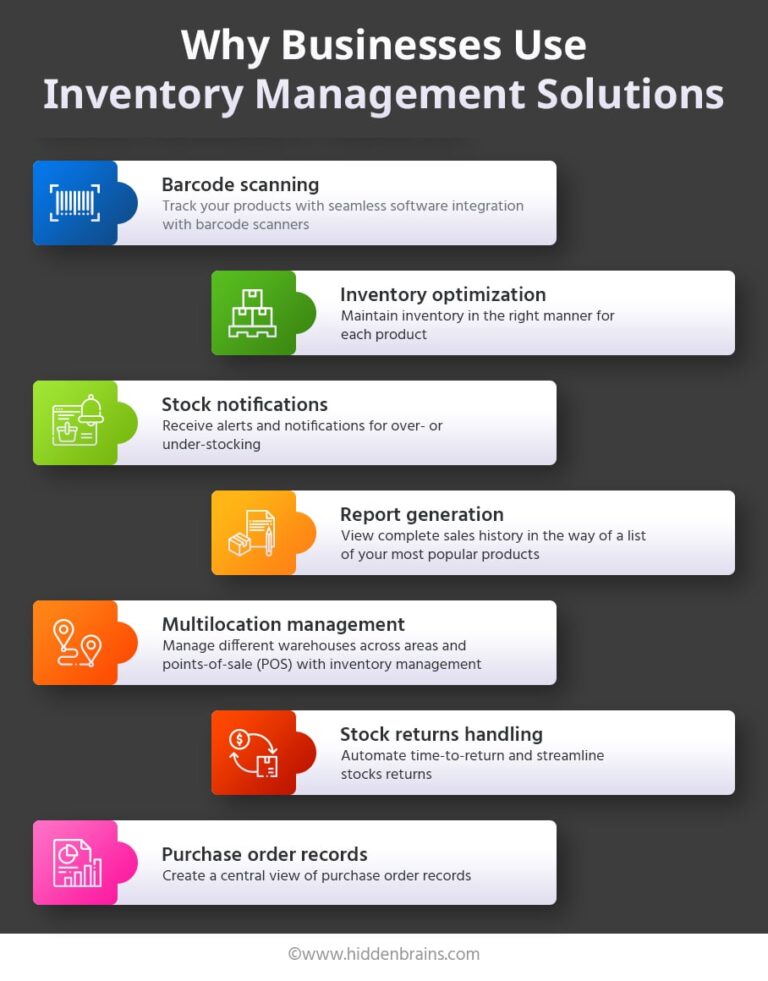 Why Businesses Use
Inventory Management Solutions
Barcode scanning
Track your products with seamless software integration
with barcode scanners
Inventory optimization
Maintain inventory in the right manner for
each product
Stock notifications
Receive alerts and notifications for over- or
under-stocking
Report generation
View complete sales history in the way of a list
of your most popular products
Multilocation management
Manage different warehouses across areas and
points-of-sale (POS) with inventory management
Stock returns handling
Automate time-to-return and streamline
stocks returns
Purchase order records
Create a central view of purchase order records
©www.hiddenbrains.com